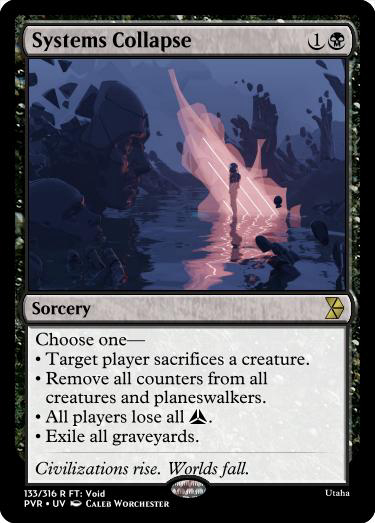 Systems Collapse 1
Sorcery
Choose one—
• Target player sacrifices a creature.
• Remove all counters from all
creatures and planeswalkers.
• All players lose all .
• Exile all graveyards.
Civilizations rise. Worlds fall.
133/316 R FT: Void Utaha
PVR • UV CALEB WORCHESTER